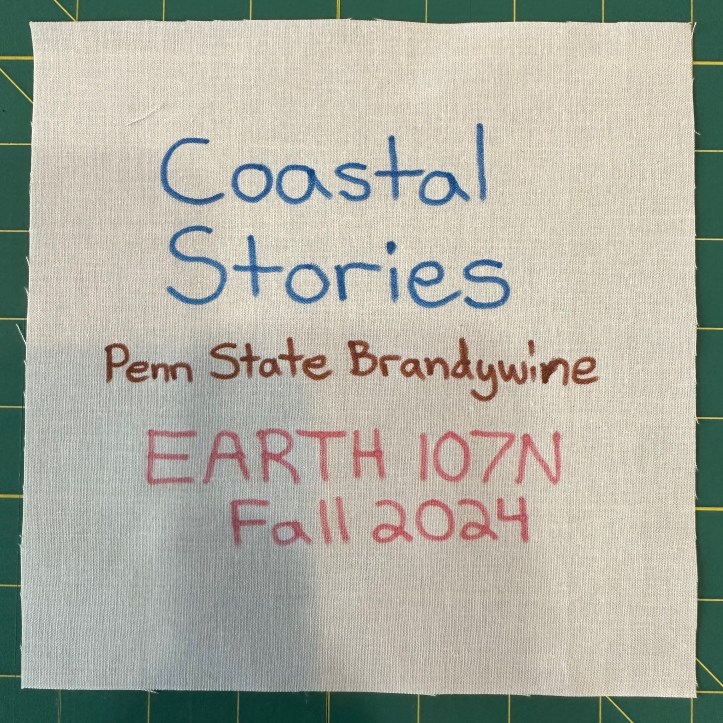 Coastal
Stories
Penn State Brandywine
EARTH 107N
Fall 2024